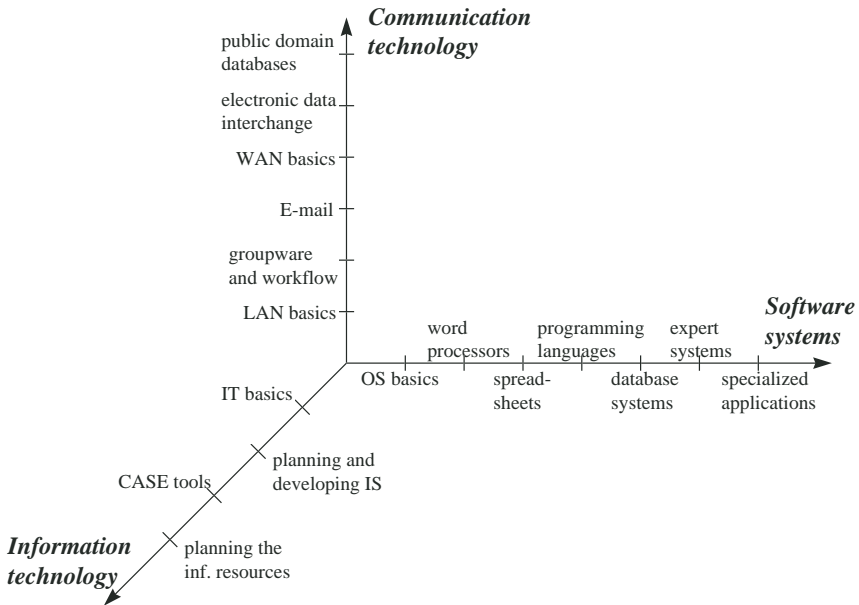 Communication
technology
public domain
databases
electronic data
interchange
WAN basics
E-mail
groupware
and workflow
LAN basics
Software
systems
word
processors
programming
languages
expert
systems
OS basics
spread-
sheets
database
systems
specialized
applications
IT basics
planning and
developing IS
CASE tools
planning the
inf. resources
Information
technology